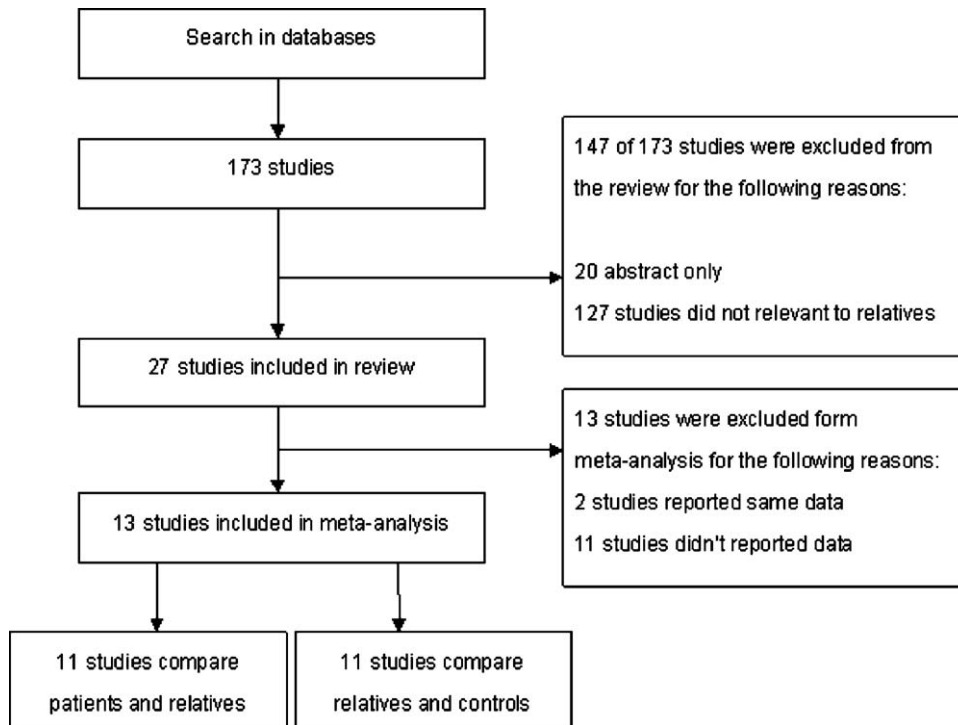 Search in databases
173 studies
147 of 173 studies were excluded from
the review for the following reasons:
20 abstract only
127 studies did not relevant to relatives
27 studies included in review
13 studies were excluded form
meta-analysis for the following reasons:
2 studies reported same data
11 studies didn't reported data
13 studies included in meta-analysis
11 studies compare
patients and relatives
11 studies compare
relatives and controls